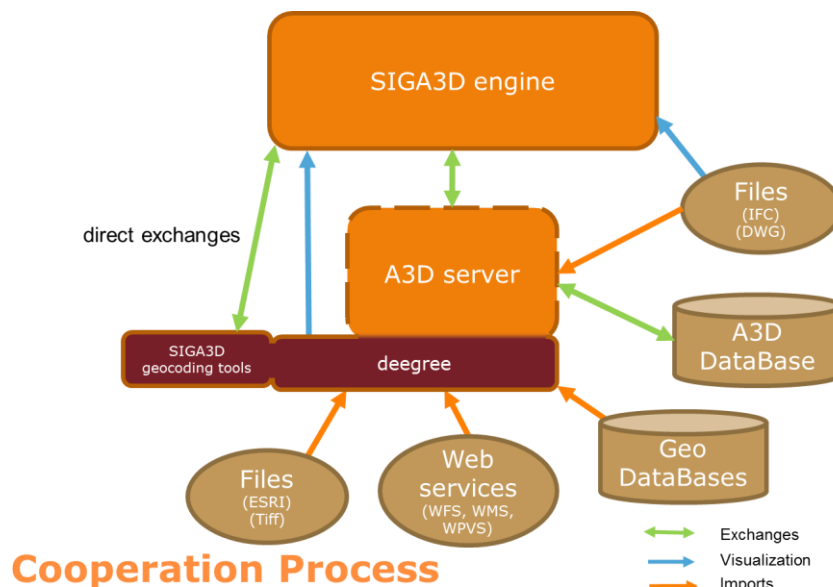 SIGA3D engine
Files
(IFC)
(DWG)
direct exchanges
A3D server
A3D
DataBase
SIGA3D
geocoding tools
deegree
Files
(ESRI)
(Tiff)
Web
services
(WFS, WMS,
WPVS)
Geo
DataBases
Exchanges
Visualization
Imports
Cooperation Process